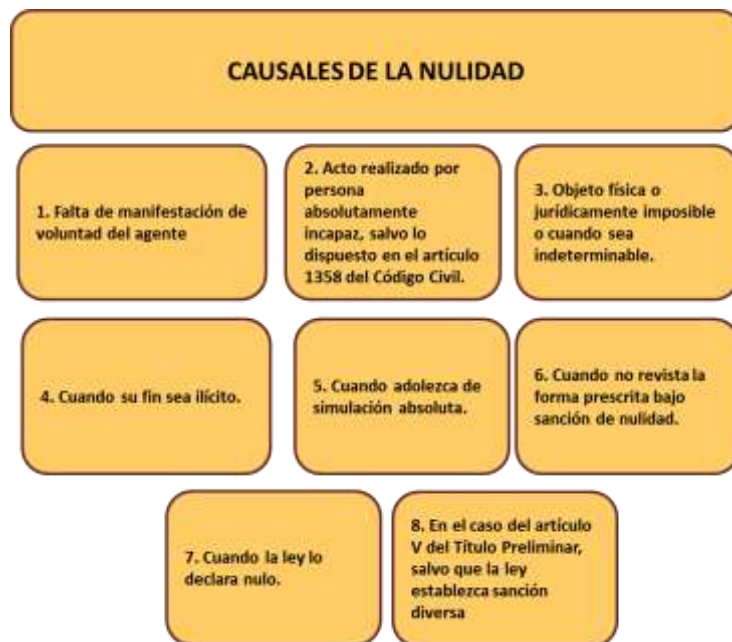 CAUSALES DE LA NULIDAD
1. Falta de manifestación de
voluntad del agente
2. Acto realizado por
persona
absolutamente
incapaz, salvo lo
dispuesto en el artículo
1358 del Código Civil.
3. Objeto física o
jurídicamente imposible
o cuando sea
indeterminable.
4. Cuando su fin sea ilícito.
5. Cuando adolezca de
simulación absoluta.
6. Cuando no revista la
forma prescrita bajo
sanción de nulidad.
7. Cuando la ley lo
declara nulo.
8. En el caso del artículo
V del Título Preliminar,
salvo que la ley
establezca sanción
diversa